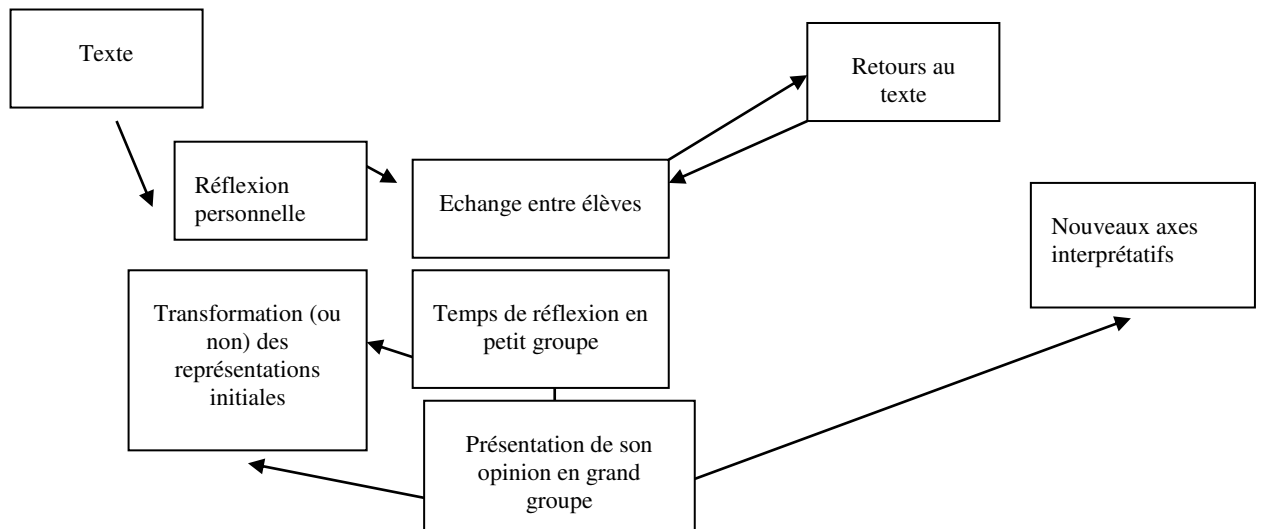 Texte
Retours au
texte
Réflexion
personnelle
Echange entre élèves
Nouveaux axes
interprétatifs
Transformation (ou
non) des
représentations
initiales
Temps de réflexion en
petit groupe
Présentation de son
opinion en grand
groupe